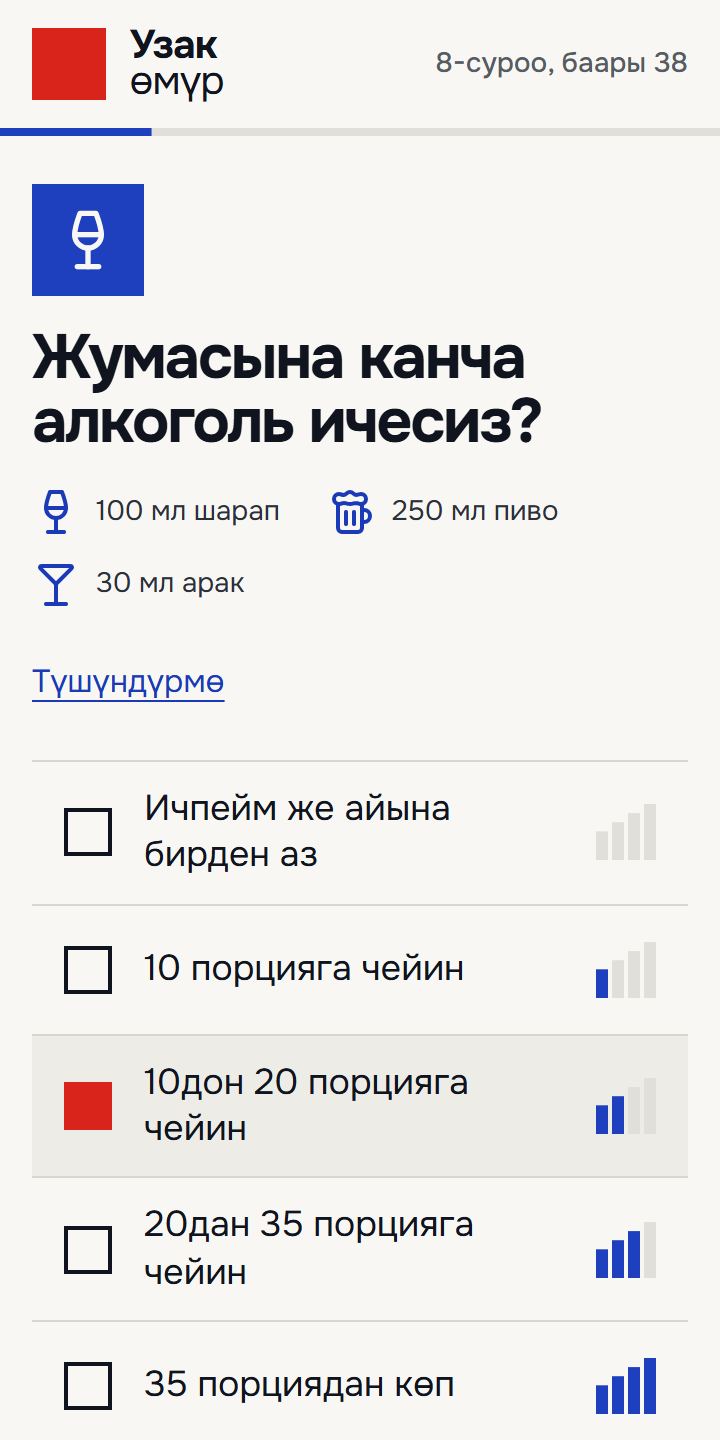 Узак
өмүр
8-суроо, баары 38
Жумасына канча
алкоголь ичесиз?
100 мл шарап
250 мл пиво
30 мл арак
Түшүндүрмө
Ичпейм же айына
бирден аз
10 порцияга чейин
10дон 20 порцияга
чейин
20дан 35 порцияга
чейин
35 порциядан көп